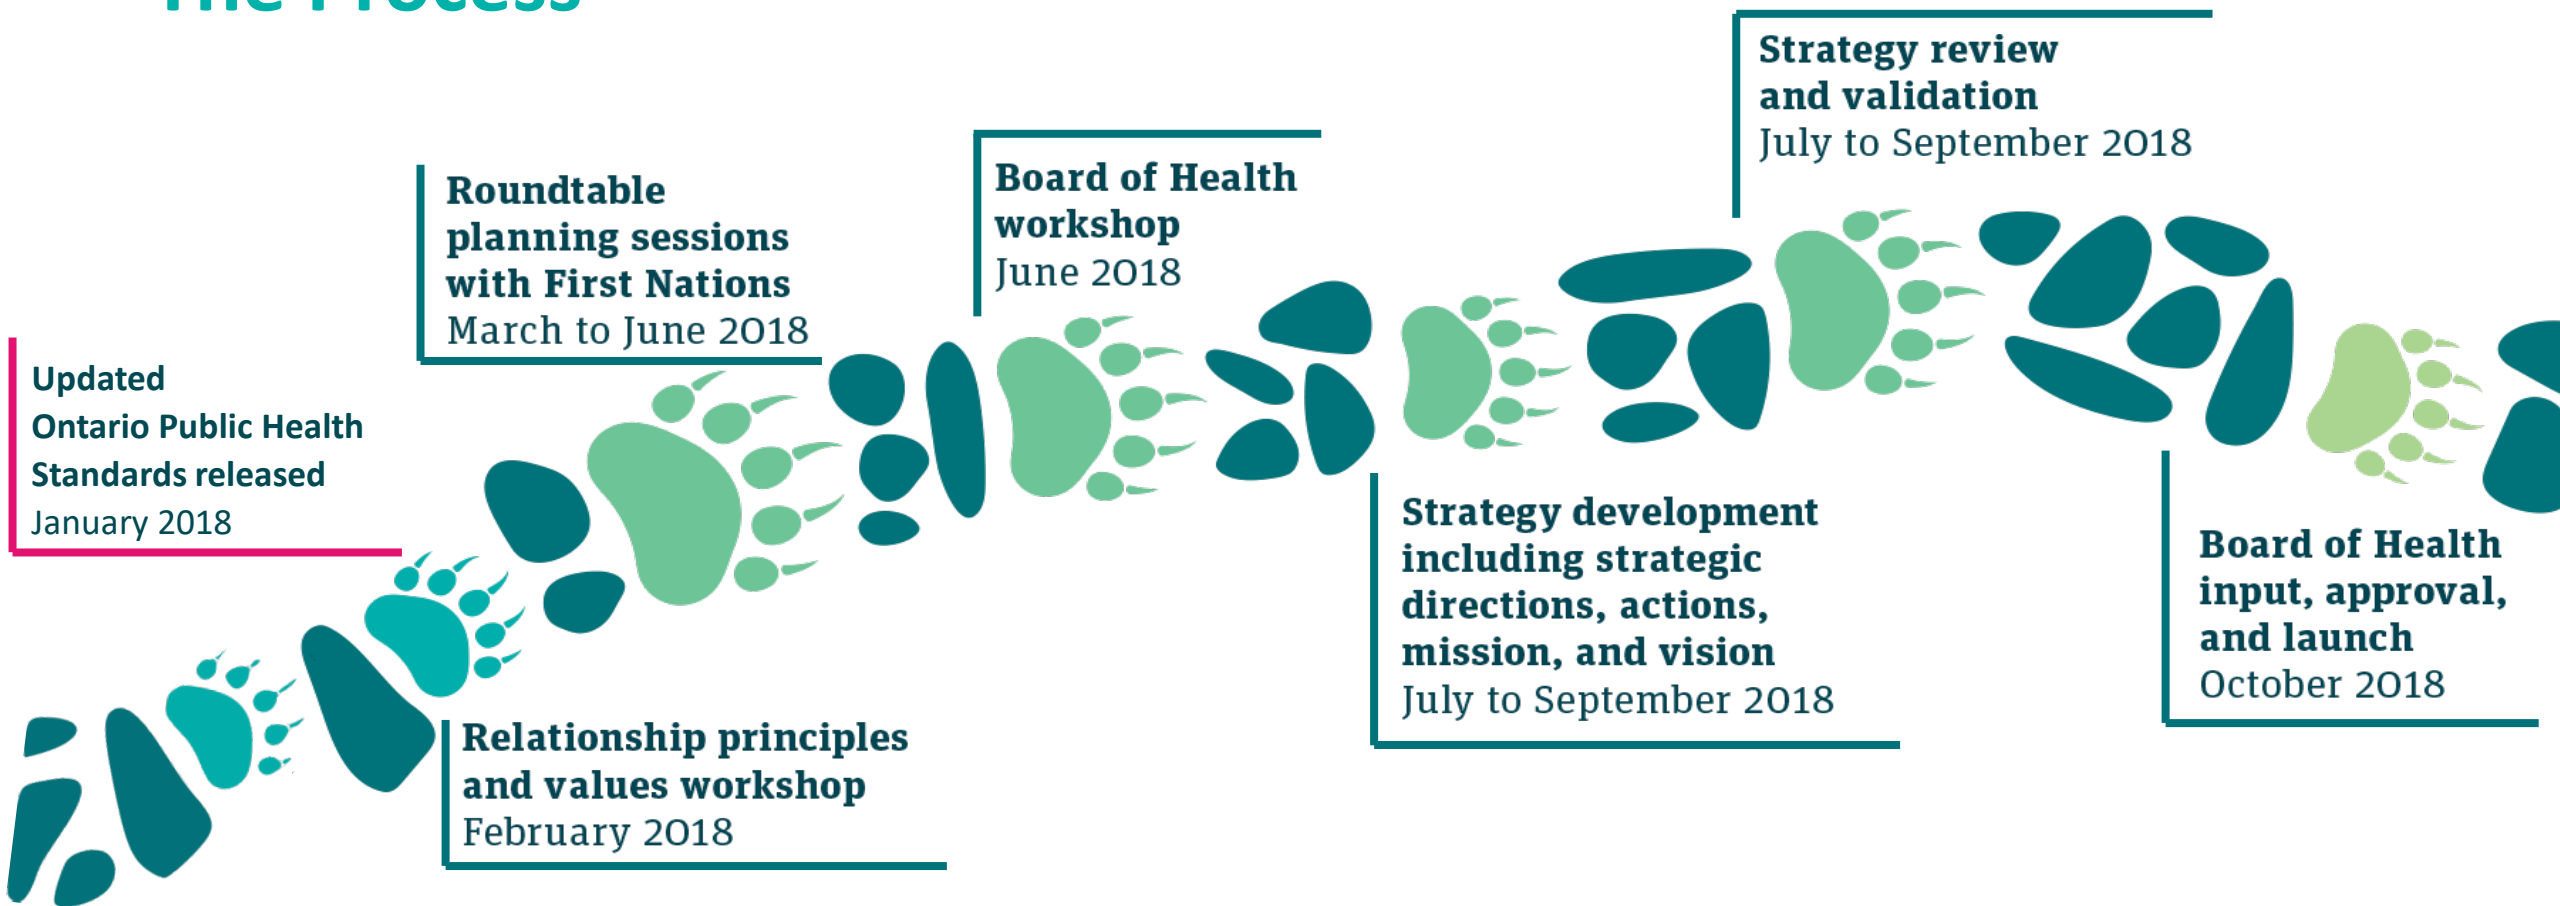 The Process
Updated
Ontario Public Health
Standards released
January 2018
Relationship principles
and values workshop
February 2018
Roundtable
planning sessions
with First Nations
March to June 2018
Board of Health
workshop
June 2018
Strategy development
including strategic
directions, actions,
mission, and vision
July to September 2018
Strategy review
and validation
July to September 2018
Board of Health
input, approval,
and launch
October 2018